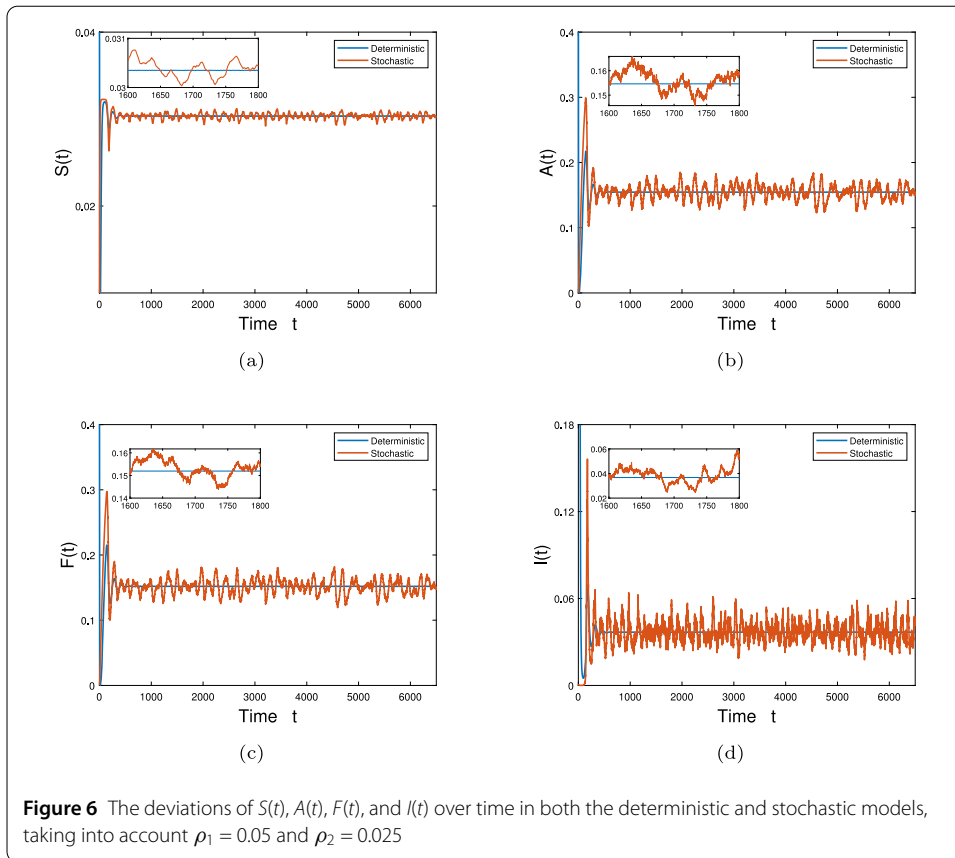 0.04
0.02
S(t)
0.031
0.03
1600 1650 1700 1750 1800
Deterministic
Stochastic
0 1000 2000 3000 4000 5000 6000
Time t
(a)
0.4
0.3
0.2
0.1
0
A(t)
0.16
0.15
1600 1650 1700 1750 1800
Deterministic
Stochastic
0 1000 2000 3000 4000 5000 6000
Time t
(b)
0.4
0.3
0.2
0.1
0
F(t)
0.16
0.15
0.14
1600 1650 1700 1750 1800
Deterministic
Stochastic
0 1000 2000 3000 4000 5000 6000
Time t
(c)
0.18
0.12
0.06
0
I(t)
0.06
0.04
0.02
1600 1650 1700 1750 1800
Deterministic
Stochastic
0 1000 2000 3000 4000 5000 6000
Time t
(d)
Figure 6 The deviations of S(t), A(t), F(t), and I(t) over time in both the deterministic and stochastic models,
taking into account ρ₁ = 0.05 and ρ₂ = 0.025